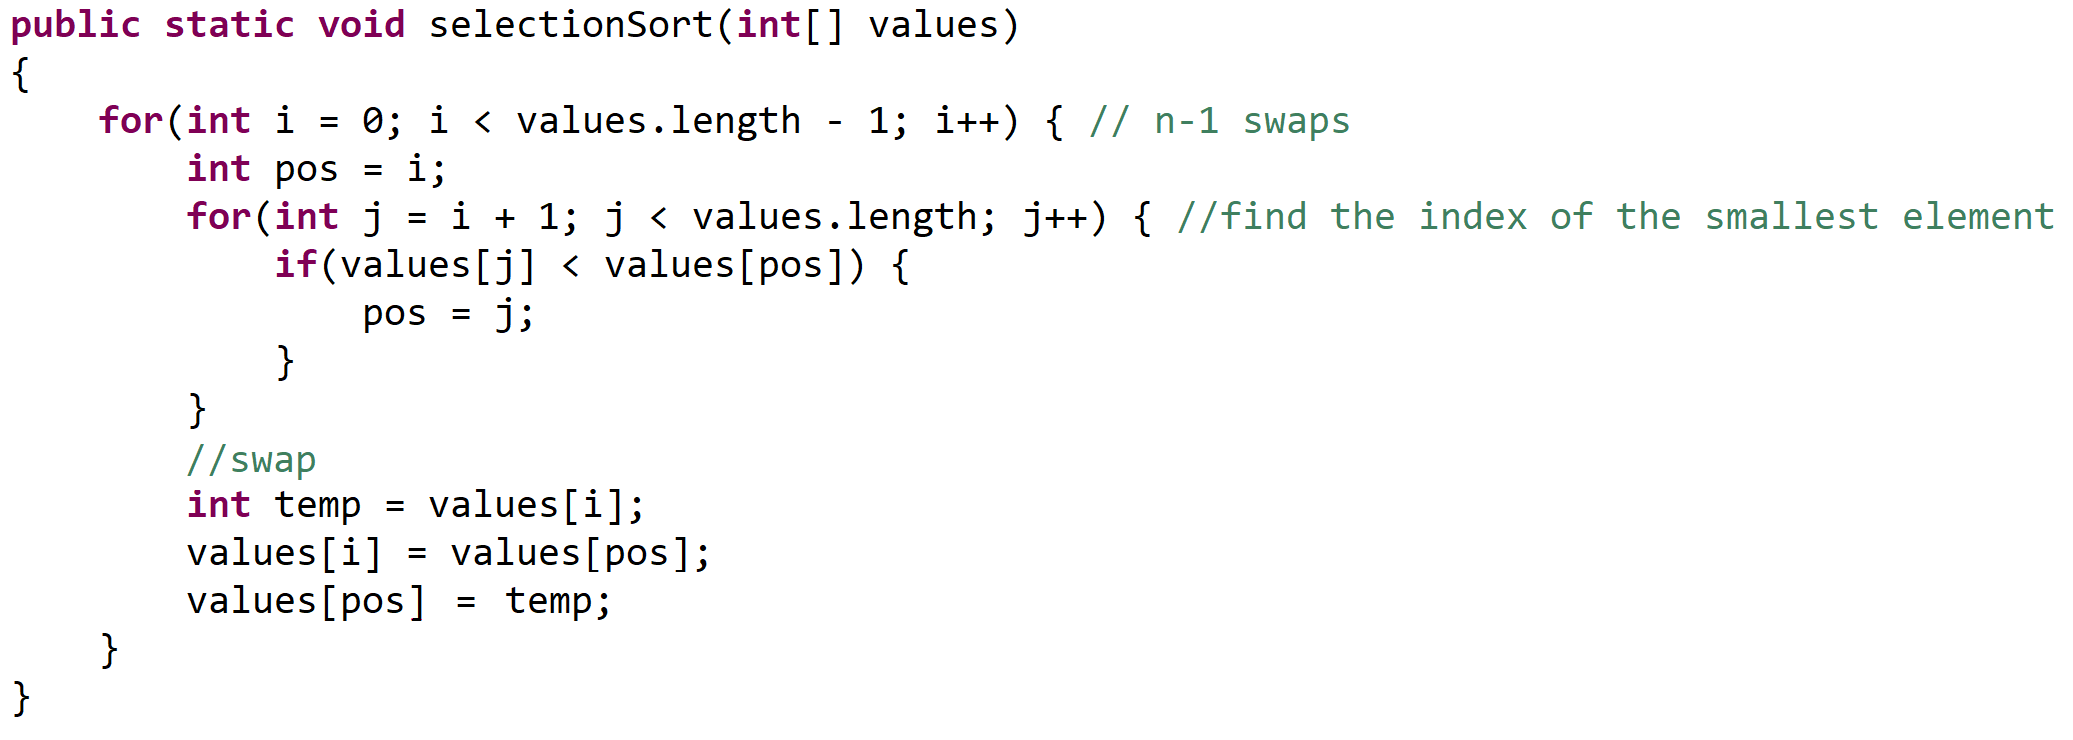 public static void selectionSort(int[] values)
{
    for(int i = 0; i < values.length - 1; i++) { // n-1 swaps
        int pos = i;
        for(int j = i + 1; j < values.length; j++) { //find the index of the smallest element
            if(values[j] < values[pos]) {
                pos = j;
            }
        }
        //swap
        int temp = values[i];
        values[i] = values[pos];
        values[pos] = temp;
    }
}